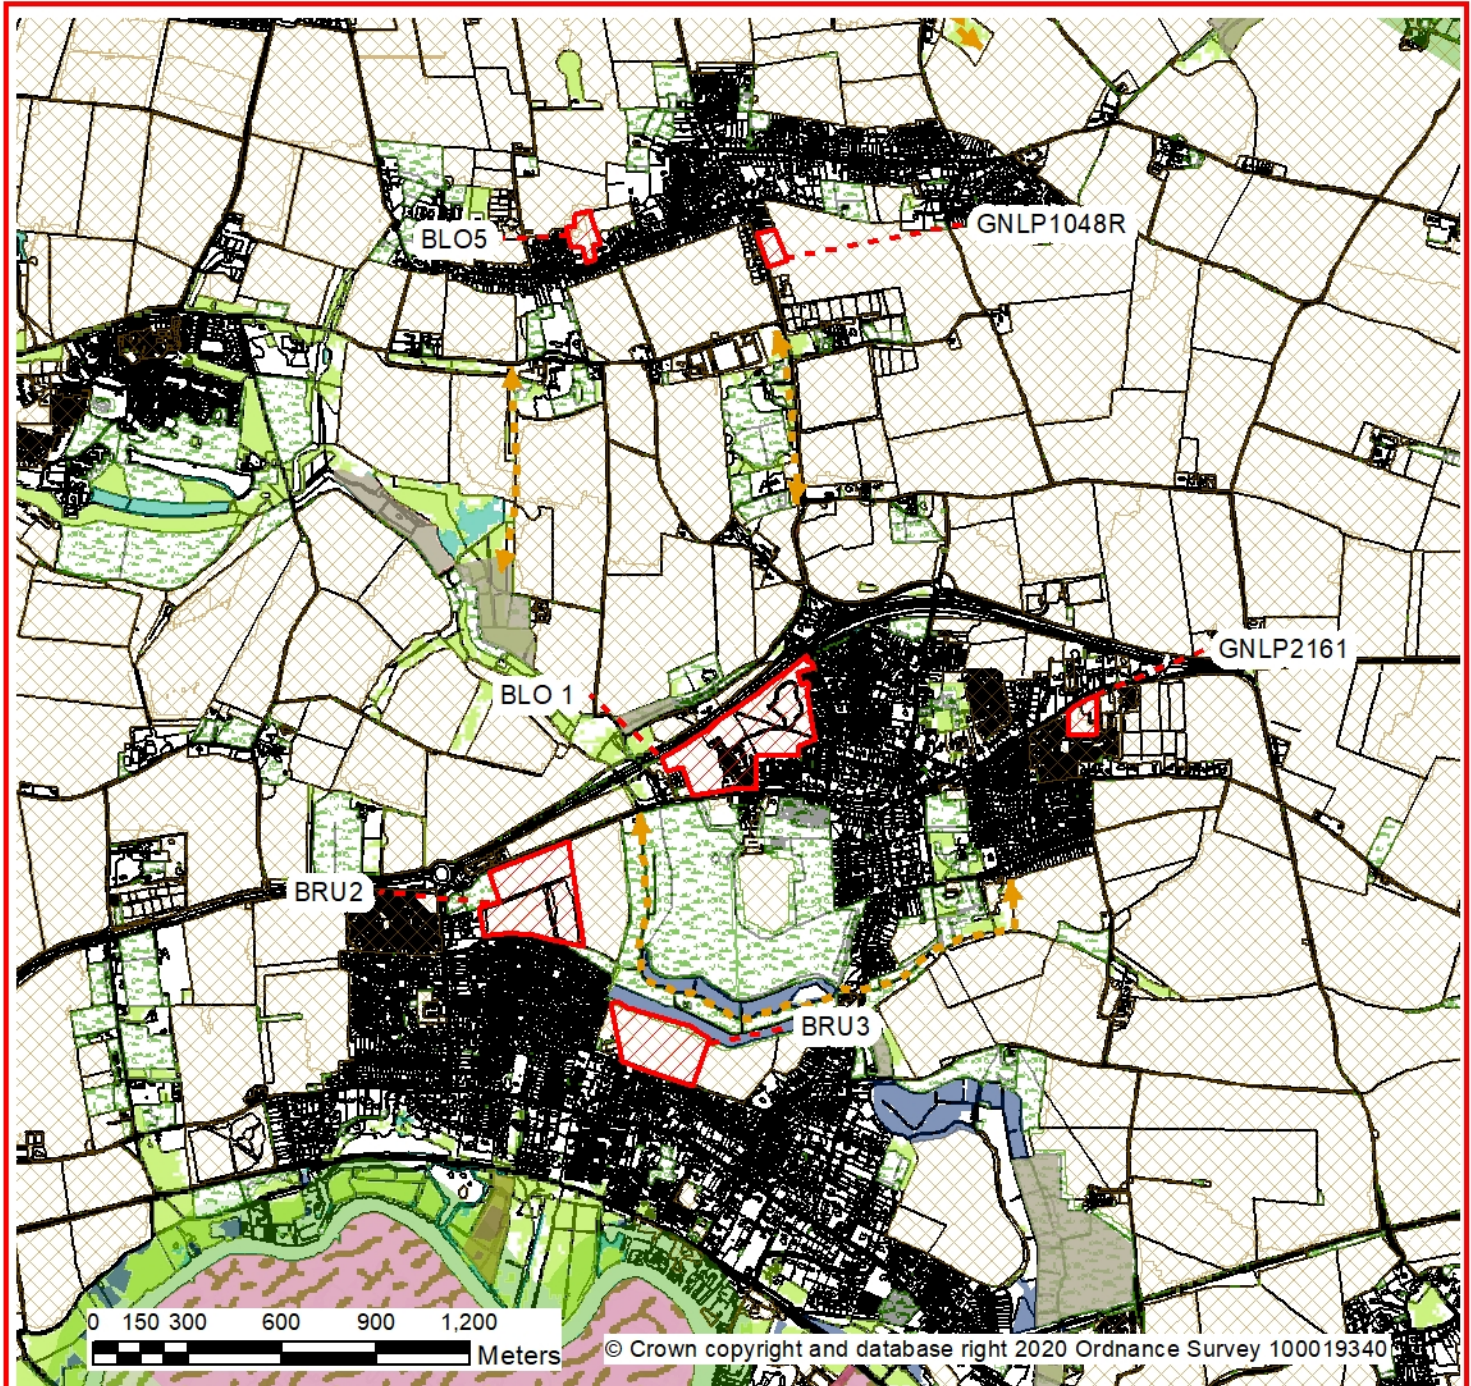 BLO5
GNLP1048R
GNLP2161
BLO 1
BRU2
BRU3
0 150 300 600 900 1,200
Meters
© Crown copyright and database right 2020 Ordnance Survey 100019340